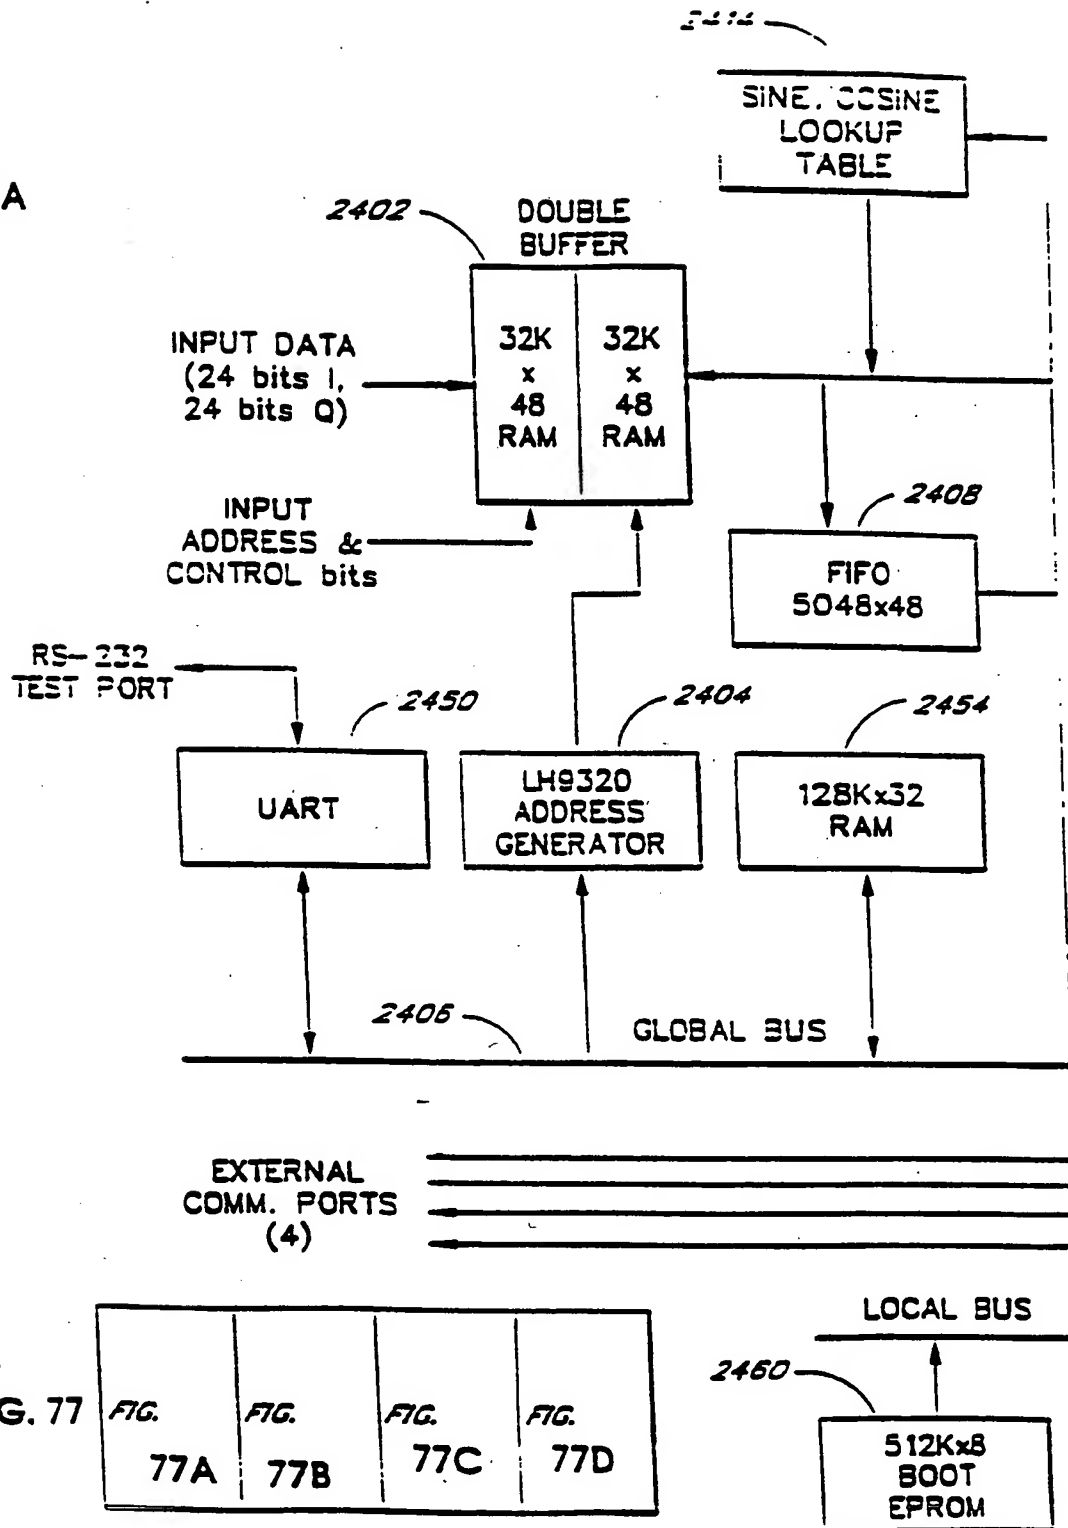 2414
SINE, COSINE
LOOKUP
TABLE
A
2402
DOUBLE
BUFFER
INPUT DATA
(24 bits I,
24 bits Q)
32K
x
48
RAM
32K
x
48
RAM
INPUT
ADDRESS &
CONTROL bits
2408
FIFO
5048x48
RS-232
TEST PORT
2450
UART
2404
LH9320
ADDRESS
GENERATOR
2454
128Kx32
RAM
2406
GLOBAL BUS
EXTERNAL
COMM. PORTS
(4)
LOCAL BUS
2460
512Kx8
BOOT
EPROM
G. 77
FIG.
77A
FIG.
77B
FIG.
77C
FIG.
77D